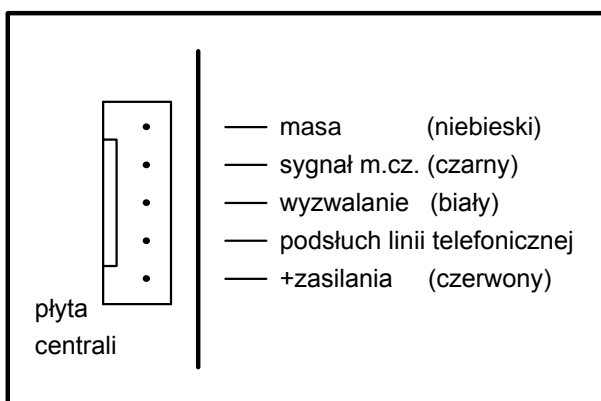 masa (niebieski)
sygnał m.cz. (czarny)
wyzwalanie (biały)
podsłuch linii telefonicznej
+zasilania (czerwony)
płyta
centrali